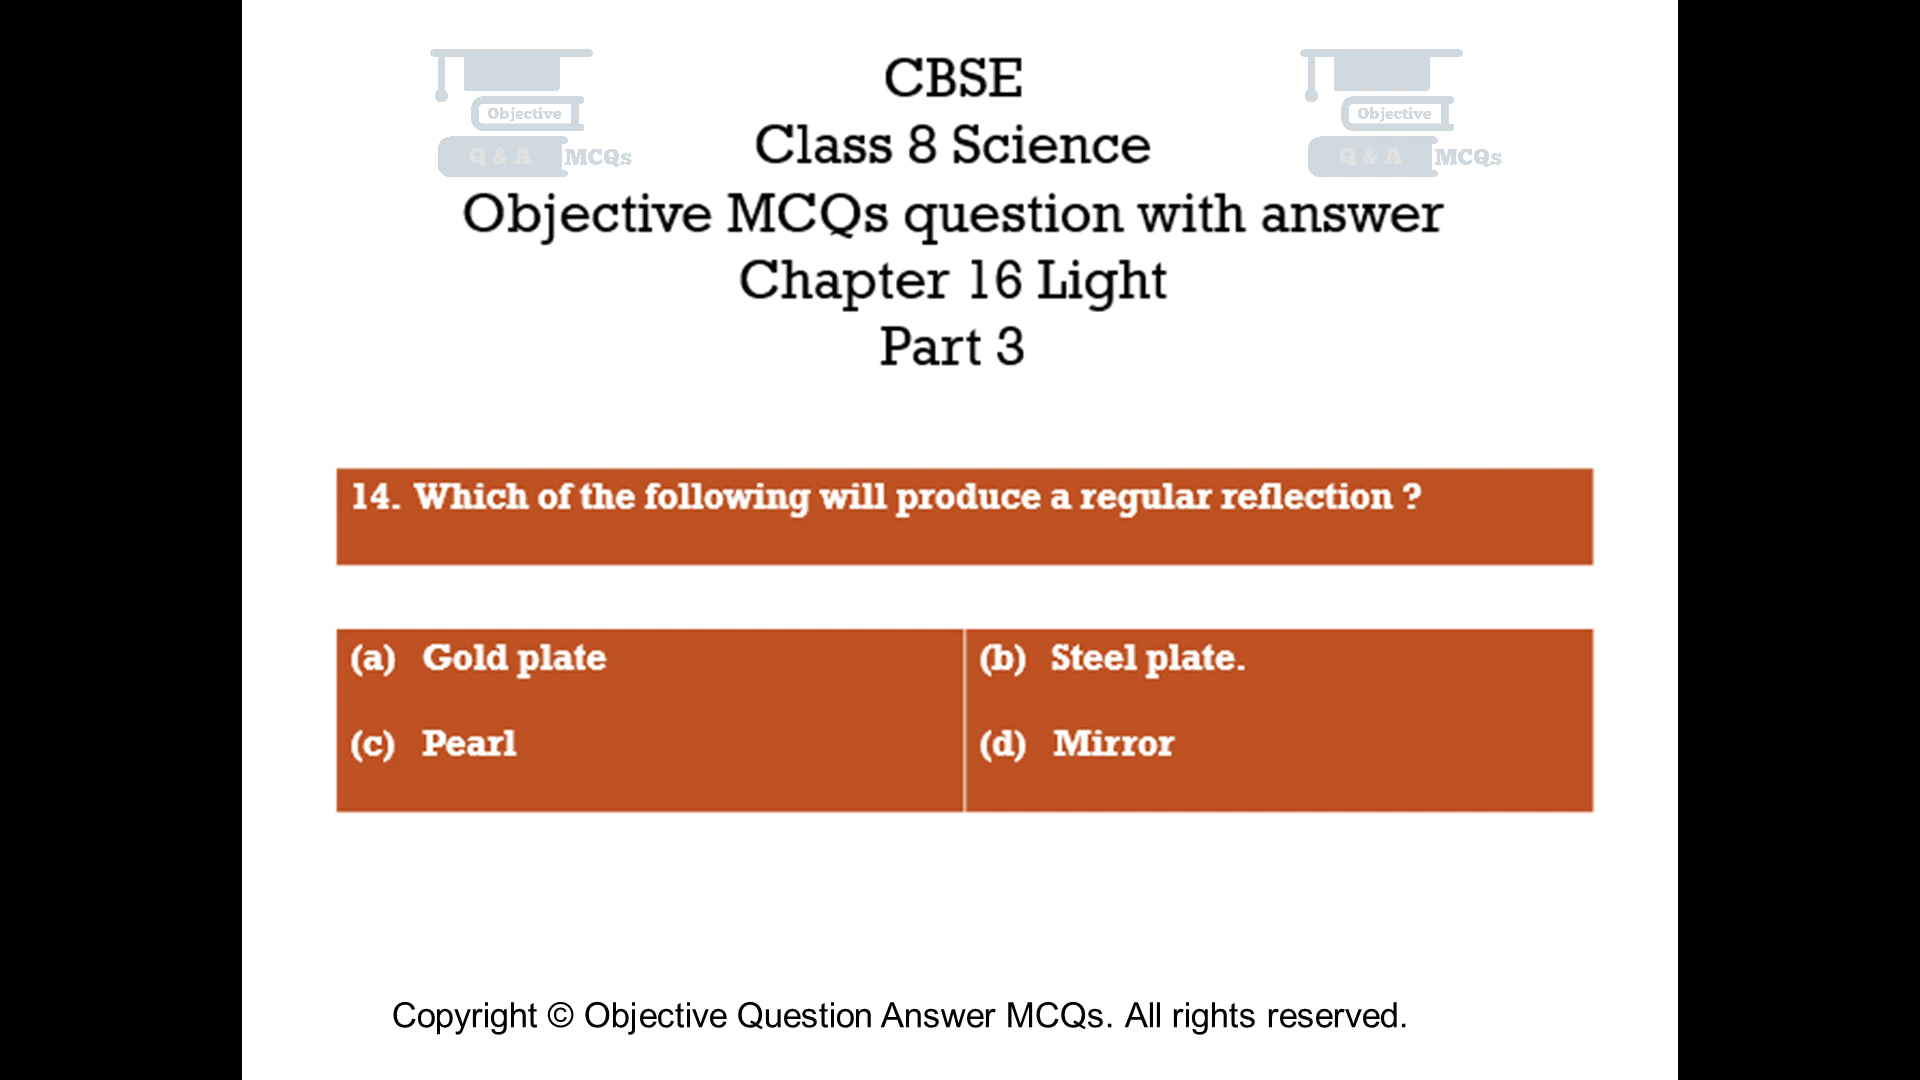 Objective
Q & A MCQs
Objective
Q & A MCQs
CBSE
Class 8 Science
Objective MCQs question with answer
Chapter 16 Light
Part 3
14. Which of the following will produce a regular reflection ?
(a) Gold plate
(b) Steel plate.
(c) Pearl
(d) Mirror
Copyright © Objective Question Answer MCQs. All rights reserved.